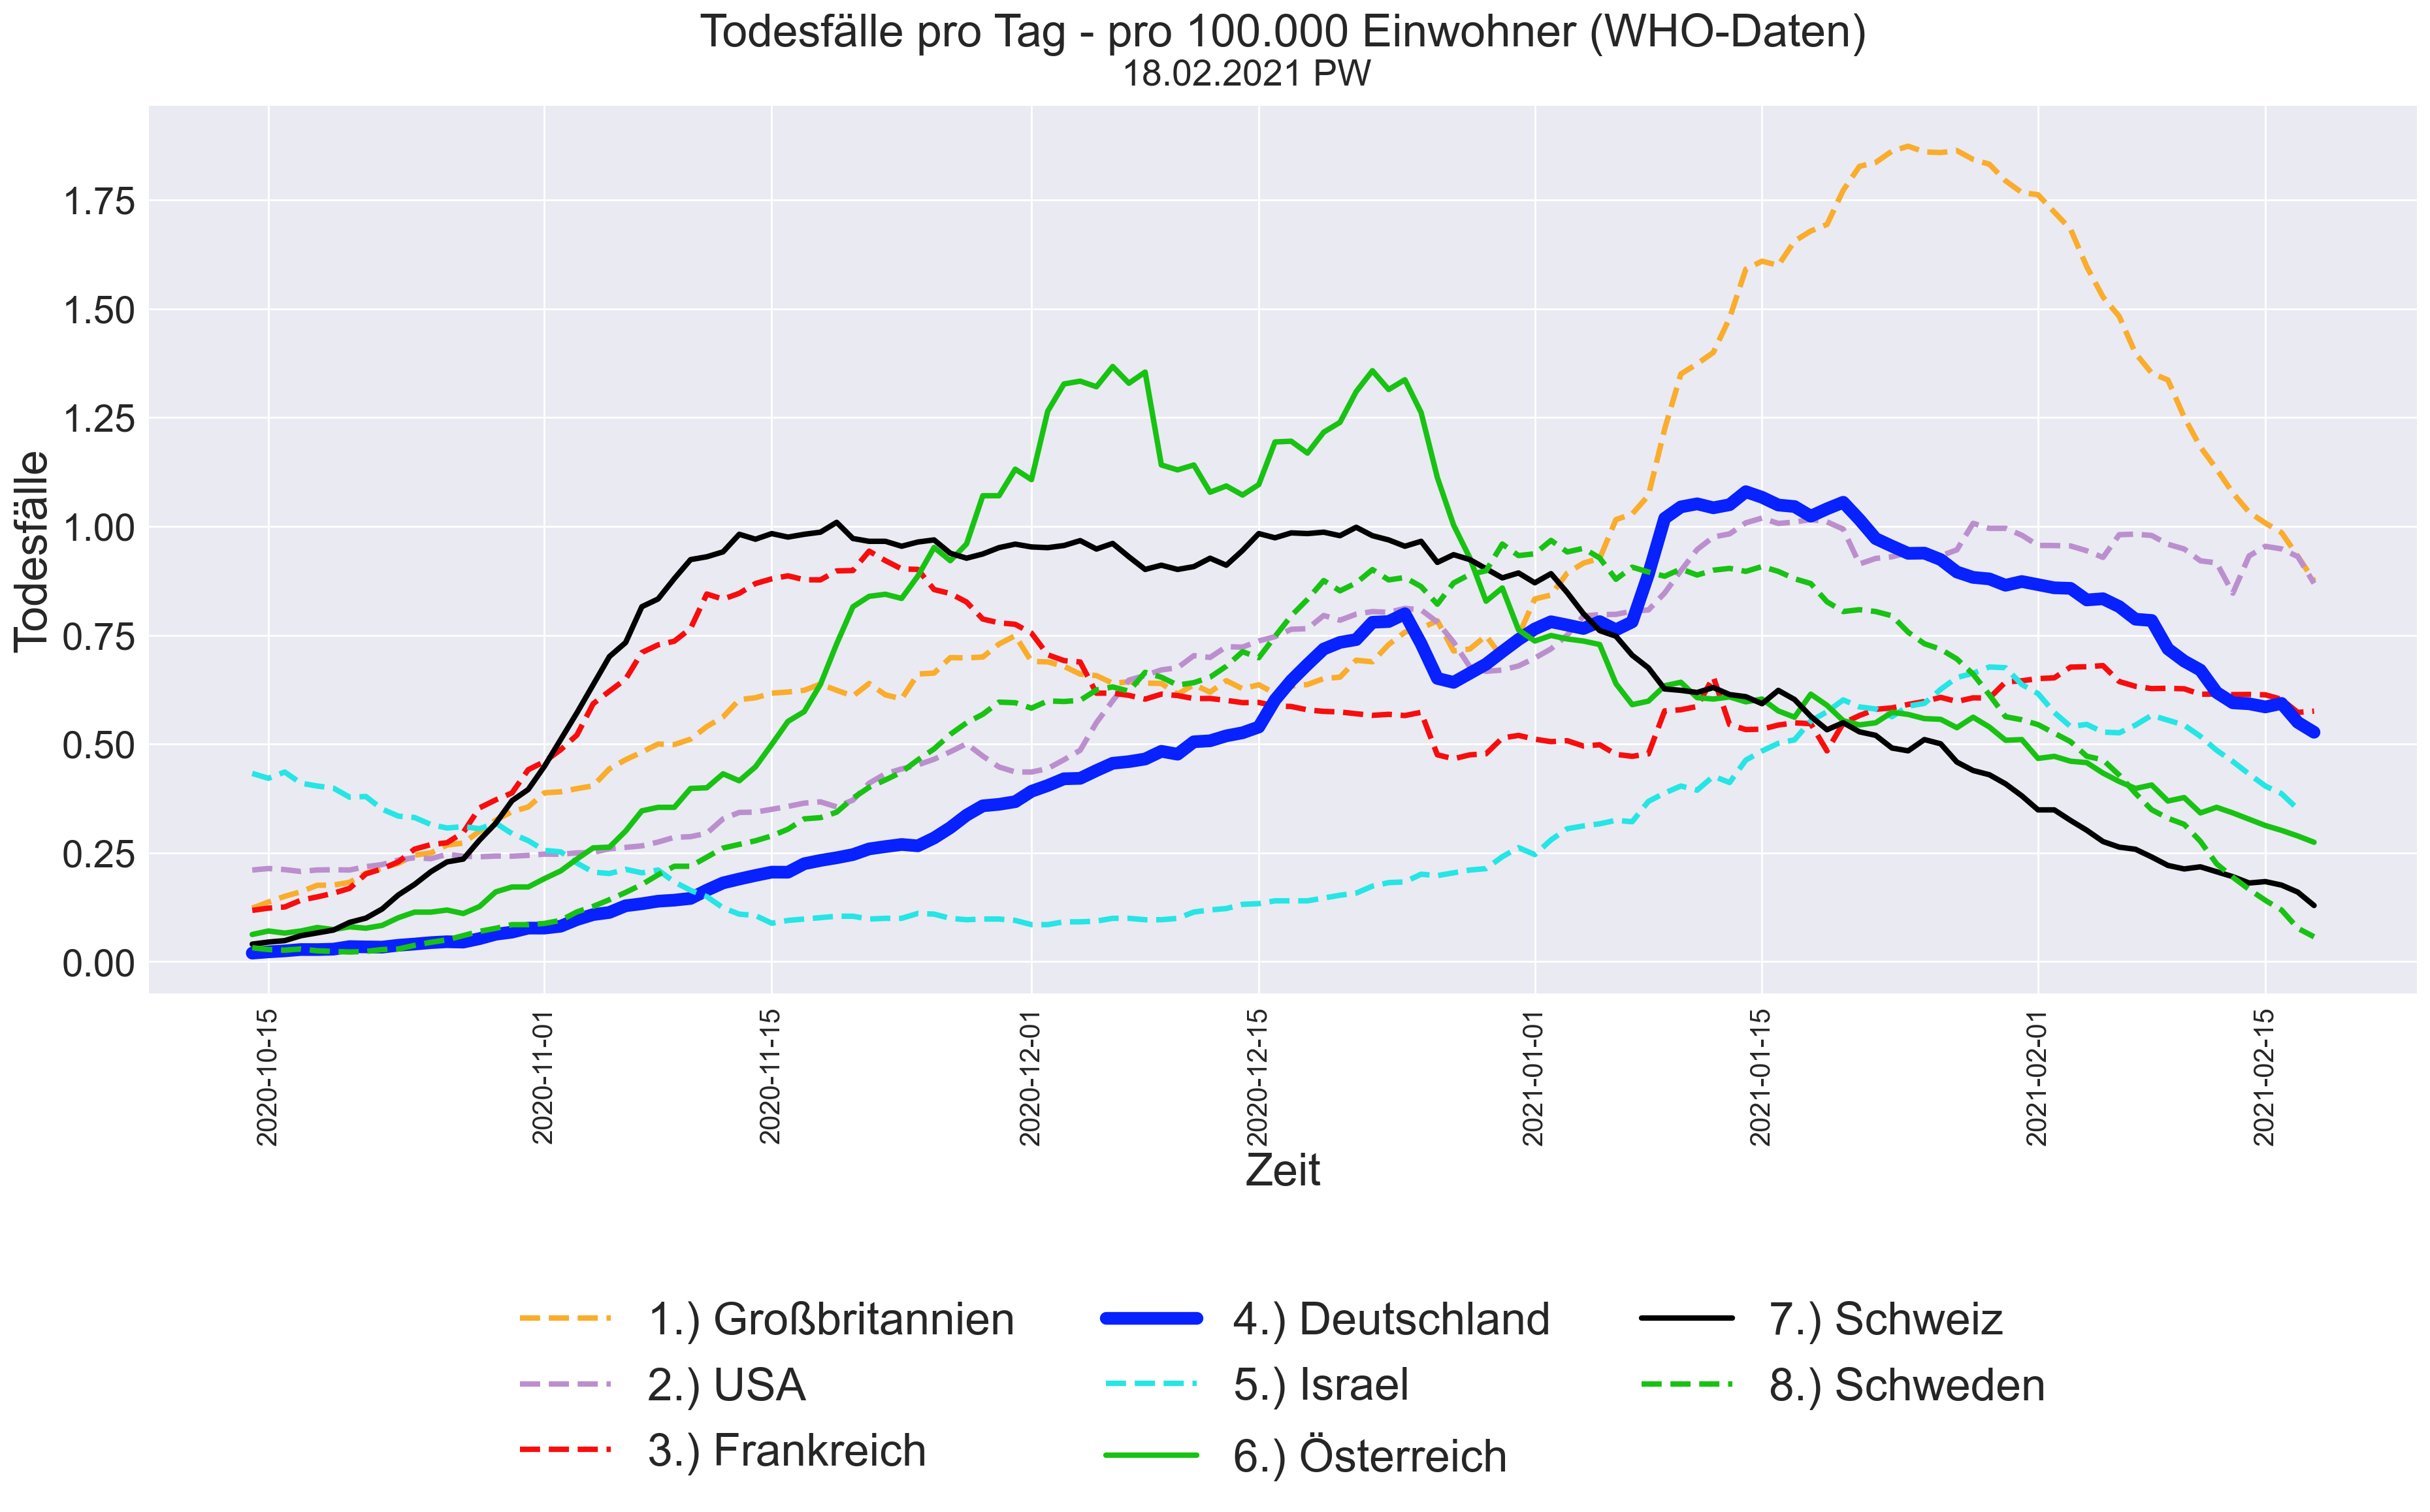 Todesfälle pro Tag - pro 100.000 Einwohner (WHO-Daten)
18.02.2021 PW
Todesfälle
1.75
1.50
1.25
1.00
0.75
0.50
0.25
0.00
2020-10-15
2020-11-01
2020-11-15
2020-12-01
2020-12-15
2021-01-01
2021-01-15
2021-02-01
2021-02-15
Zeit
1.) Großbritannien
2.) USA
3.) Frankreich
4.) Deutschland
5.) Israel
6.) Österreich
7.) Schweiz
8.) Schweden